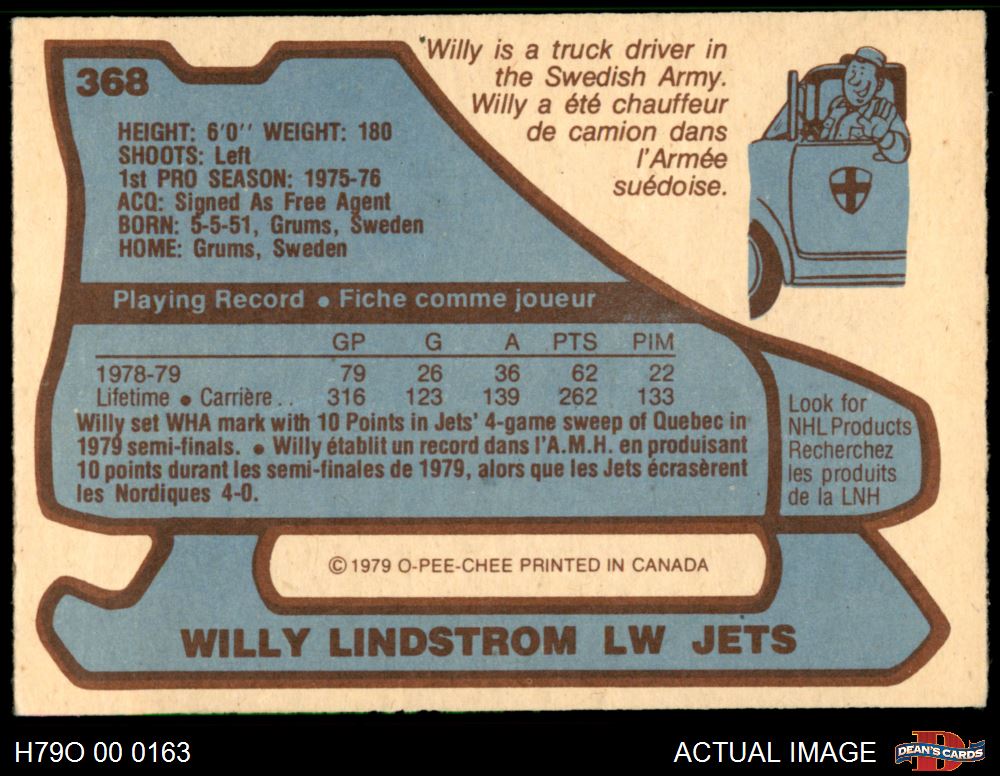 368
HEIGHT: 6'0'' WEIGHT: 180
SHOOTS: Left
1st PRO SEASON: 1975-76
ACQ: Signed As Free Agent
BORN: 5-5-51, Grums, Sweden
HOME: Grums, Sweden
Willy is a truck driver in
the Swedish Army.
Willy a été chauffeur
de camion dans
l'Armée
suédoise.
Playing Record • Fiche comme joueur
GP G A PTS PIM
1978-79 79 26 36 62 22
Lifetime • Carrière . . 316 123 139 262 133
Willy set WHA mark with 10 Points in Jets' 4-game sweep of Quebec in
1979 semi-finals. • Willy établit un record dans l'A.M.H. en produisant
10 points durant les semi-finales de 1979, alors que les Jets écrasèrent
les Nordiques 4-0.
Look for
NHL Products
Recherchez
les produits
de la LNH
© 1979 O-PEE-CHEE PRINTED IN CANADA
WILLY LINDSTROM LW JETS
H79O 00 0163
ACTUAL IMAGE
DEAN'S CARDS